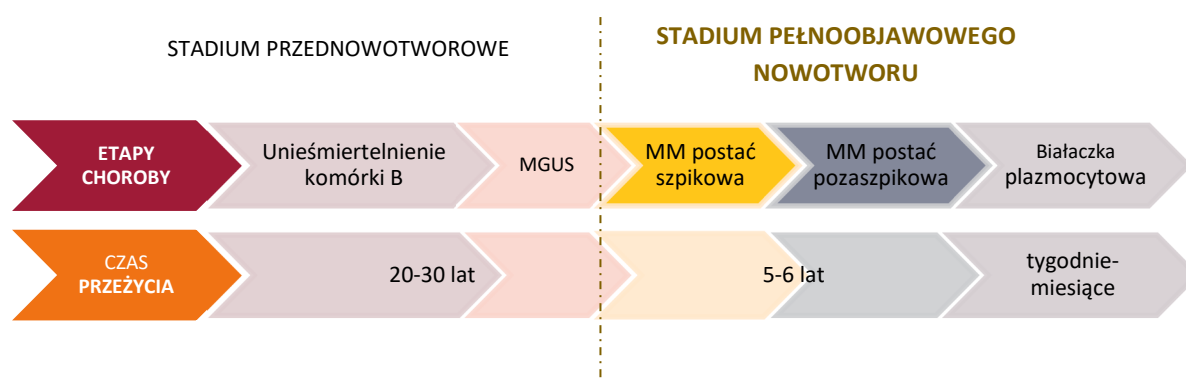 STADIUM PRZEDNOWOTWOROWE
STADIUM PEŁNOOBJAWOWEGO
NOWOTWORU
ETAPY
CHOROBY
Unieśmiertelnienie
komórki B
MGUS
MM postać
szpikowa
MM postać
pozaszpikowa
Białaczka
plazmocytowa
CZAS
PRZEŻYCIA
20-30 lat
5-6 lat
tygodnie-
miesiące